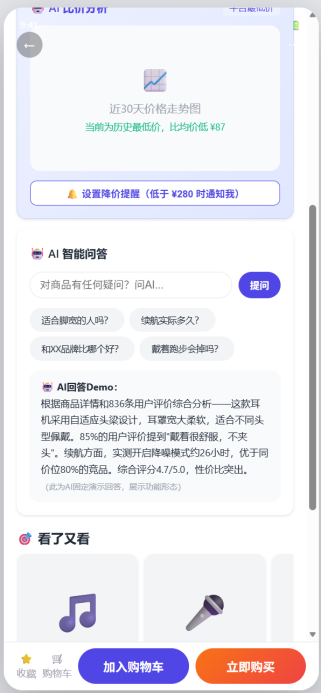 AI 比价分析
平台最低价
9:41
←
近30天价格走势图
当前为历史最低价，比均价低 ¥87
设置降价提醒（低于 ¥280 时通知我）
AI 智能问答
对商品有任何疑问？问AI...
提问
适合脚宽的人吗？
续航实际多久？
和XX品牌比哪个好？
戴着跑步会掉吗？
AI回答Demo：
根据商品详情和836条用户评价综合分析——这款耳
机采用自适应头梁设计，耳罩宽大柔软，适合不同头
型佩戴。85%的用户评价提到"戴着很舒服，不夹
头"。续航方面，实测开启降噪模式约26小时，优于同
价位80%的竞品。综合评分4.7/5.0，性价比突出。
（此为AI固定演示回答，展示功能形态）
看了又看
收藏
购物车
加入购物车
立即购买